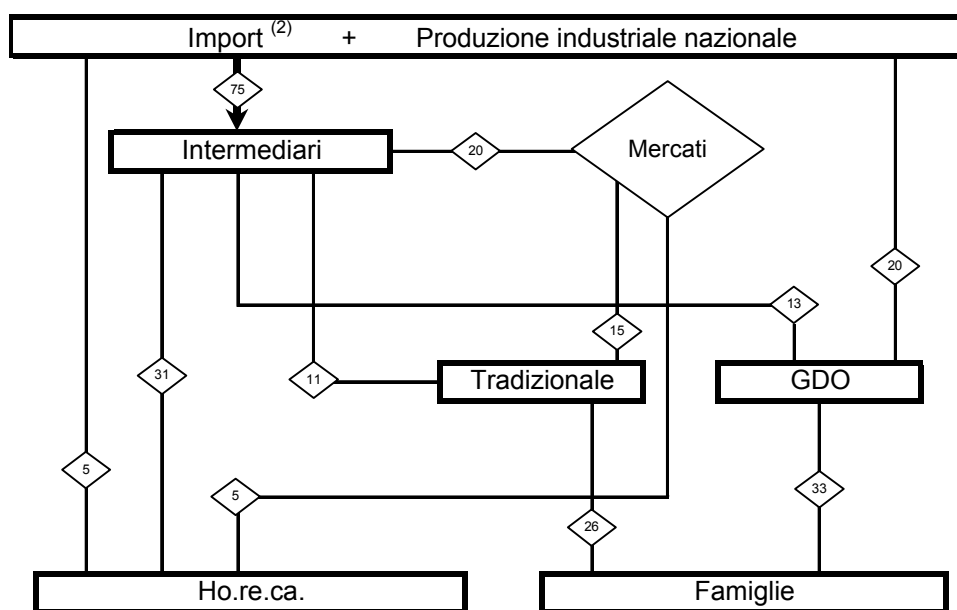 Import (2) + Produzione industriale nazionale
75
Intermediari
20
Mercati
20
13
15
31
11
Tradizionale
GDO
5
5
33
26
Ho.re.ca.
Famiglie